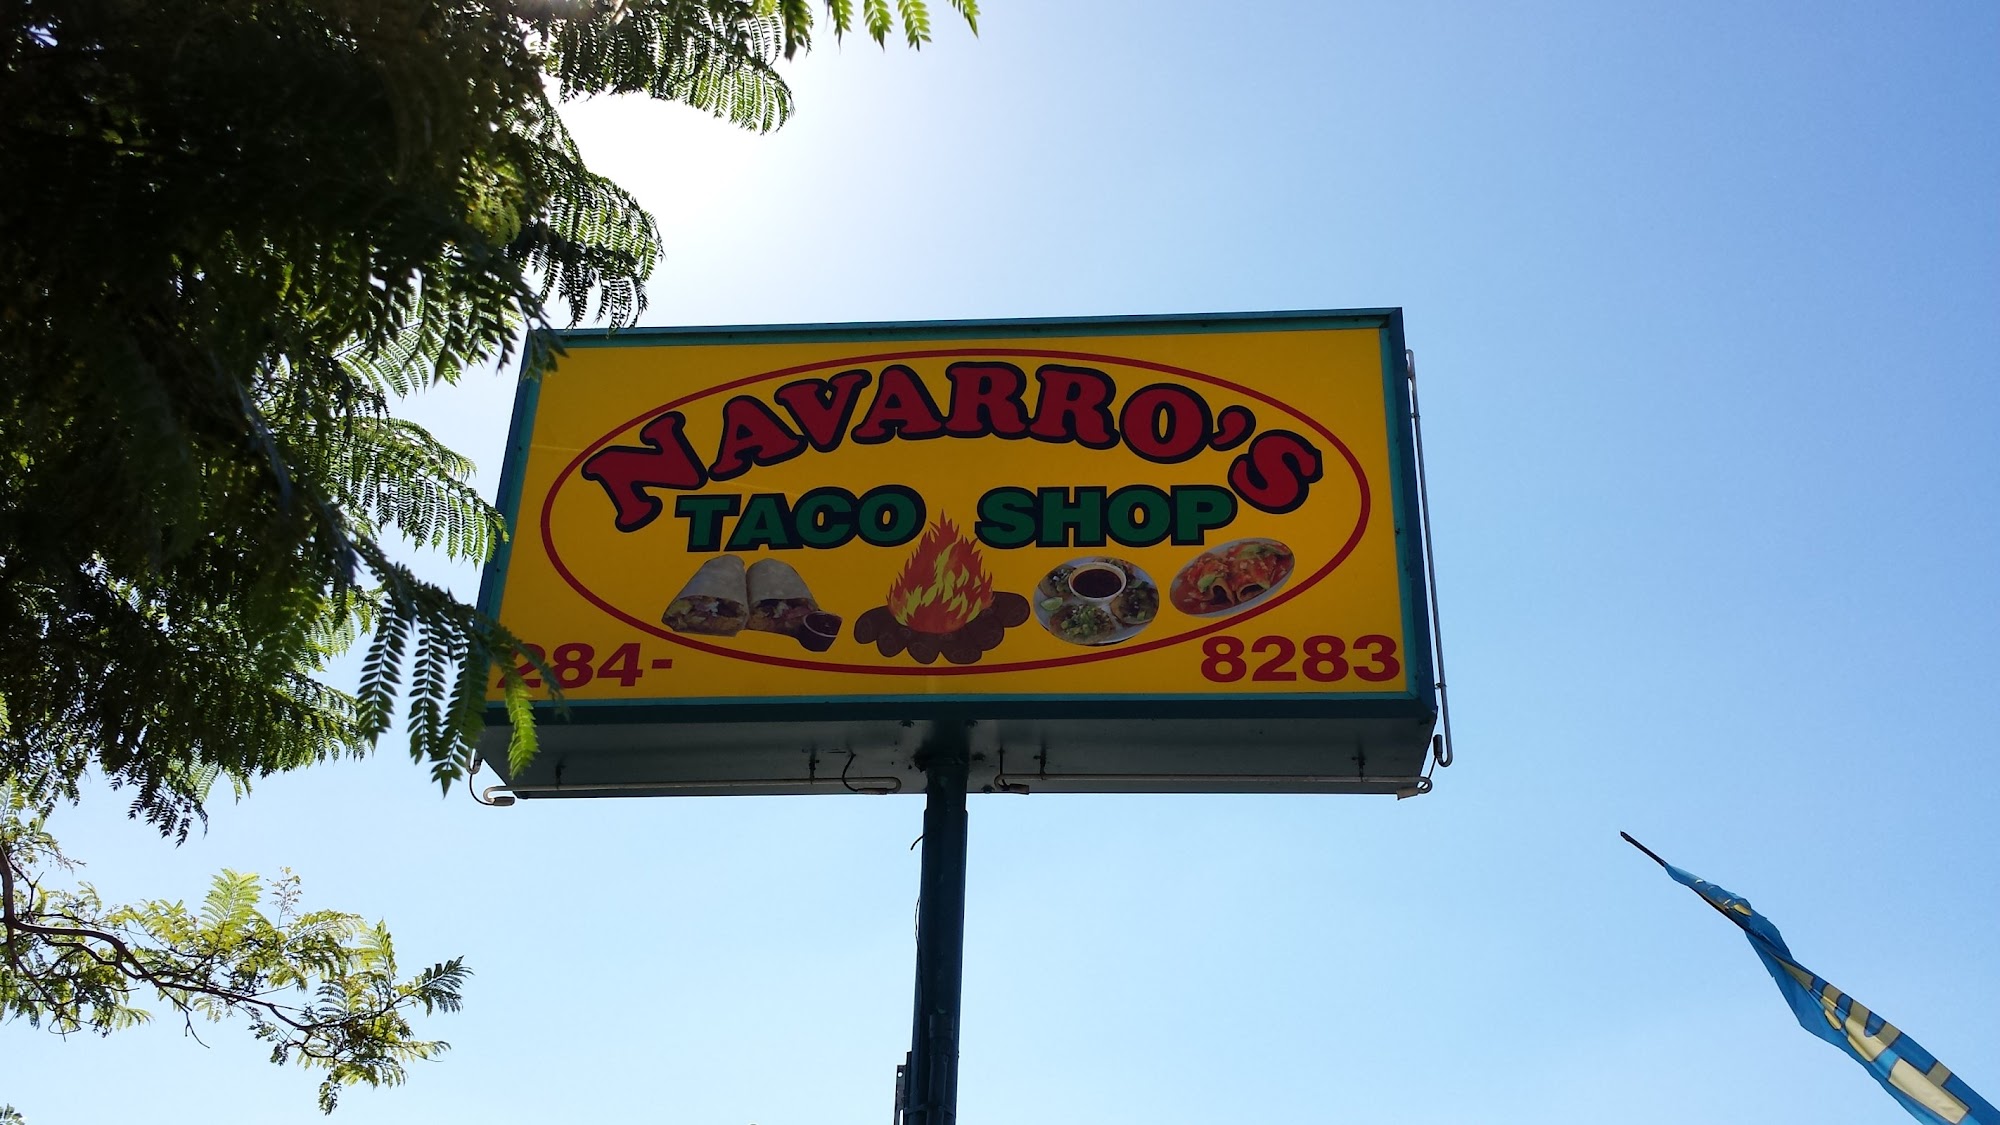 NAVARRO'S
TACO SHOP
284- 8283